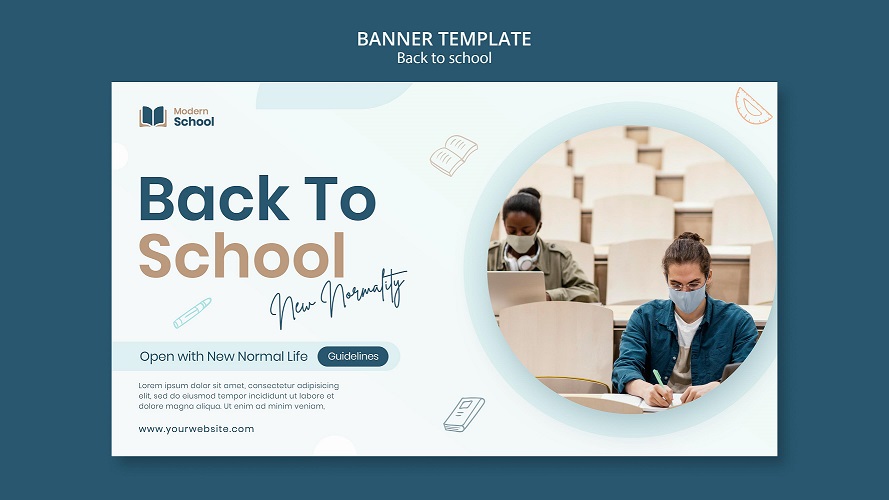 BANNER TEMPLATE
Back to school
Modern
School
Back To
School
New Normality
Open with New Normal Life
Guidelines
Lorem ipsum dolor sit amet, consectetur adipisicing
elit, sed do eiusmod tempor incididunt ut labore et
dolore magna aliqua. Ut enim ad minim veniam,
www.yourwebsite.com